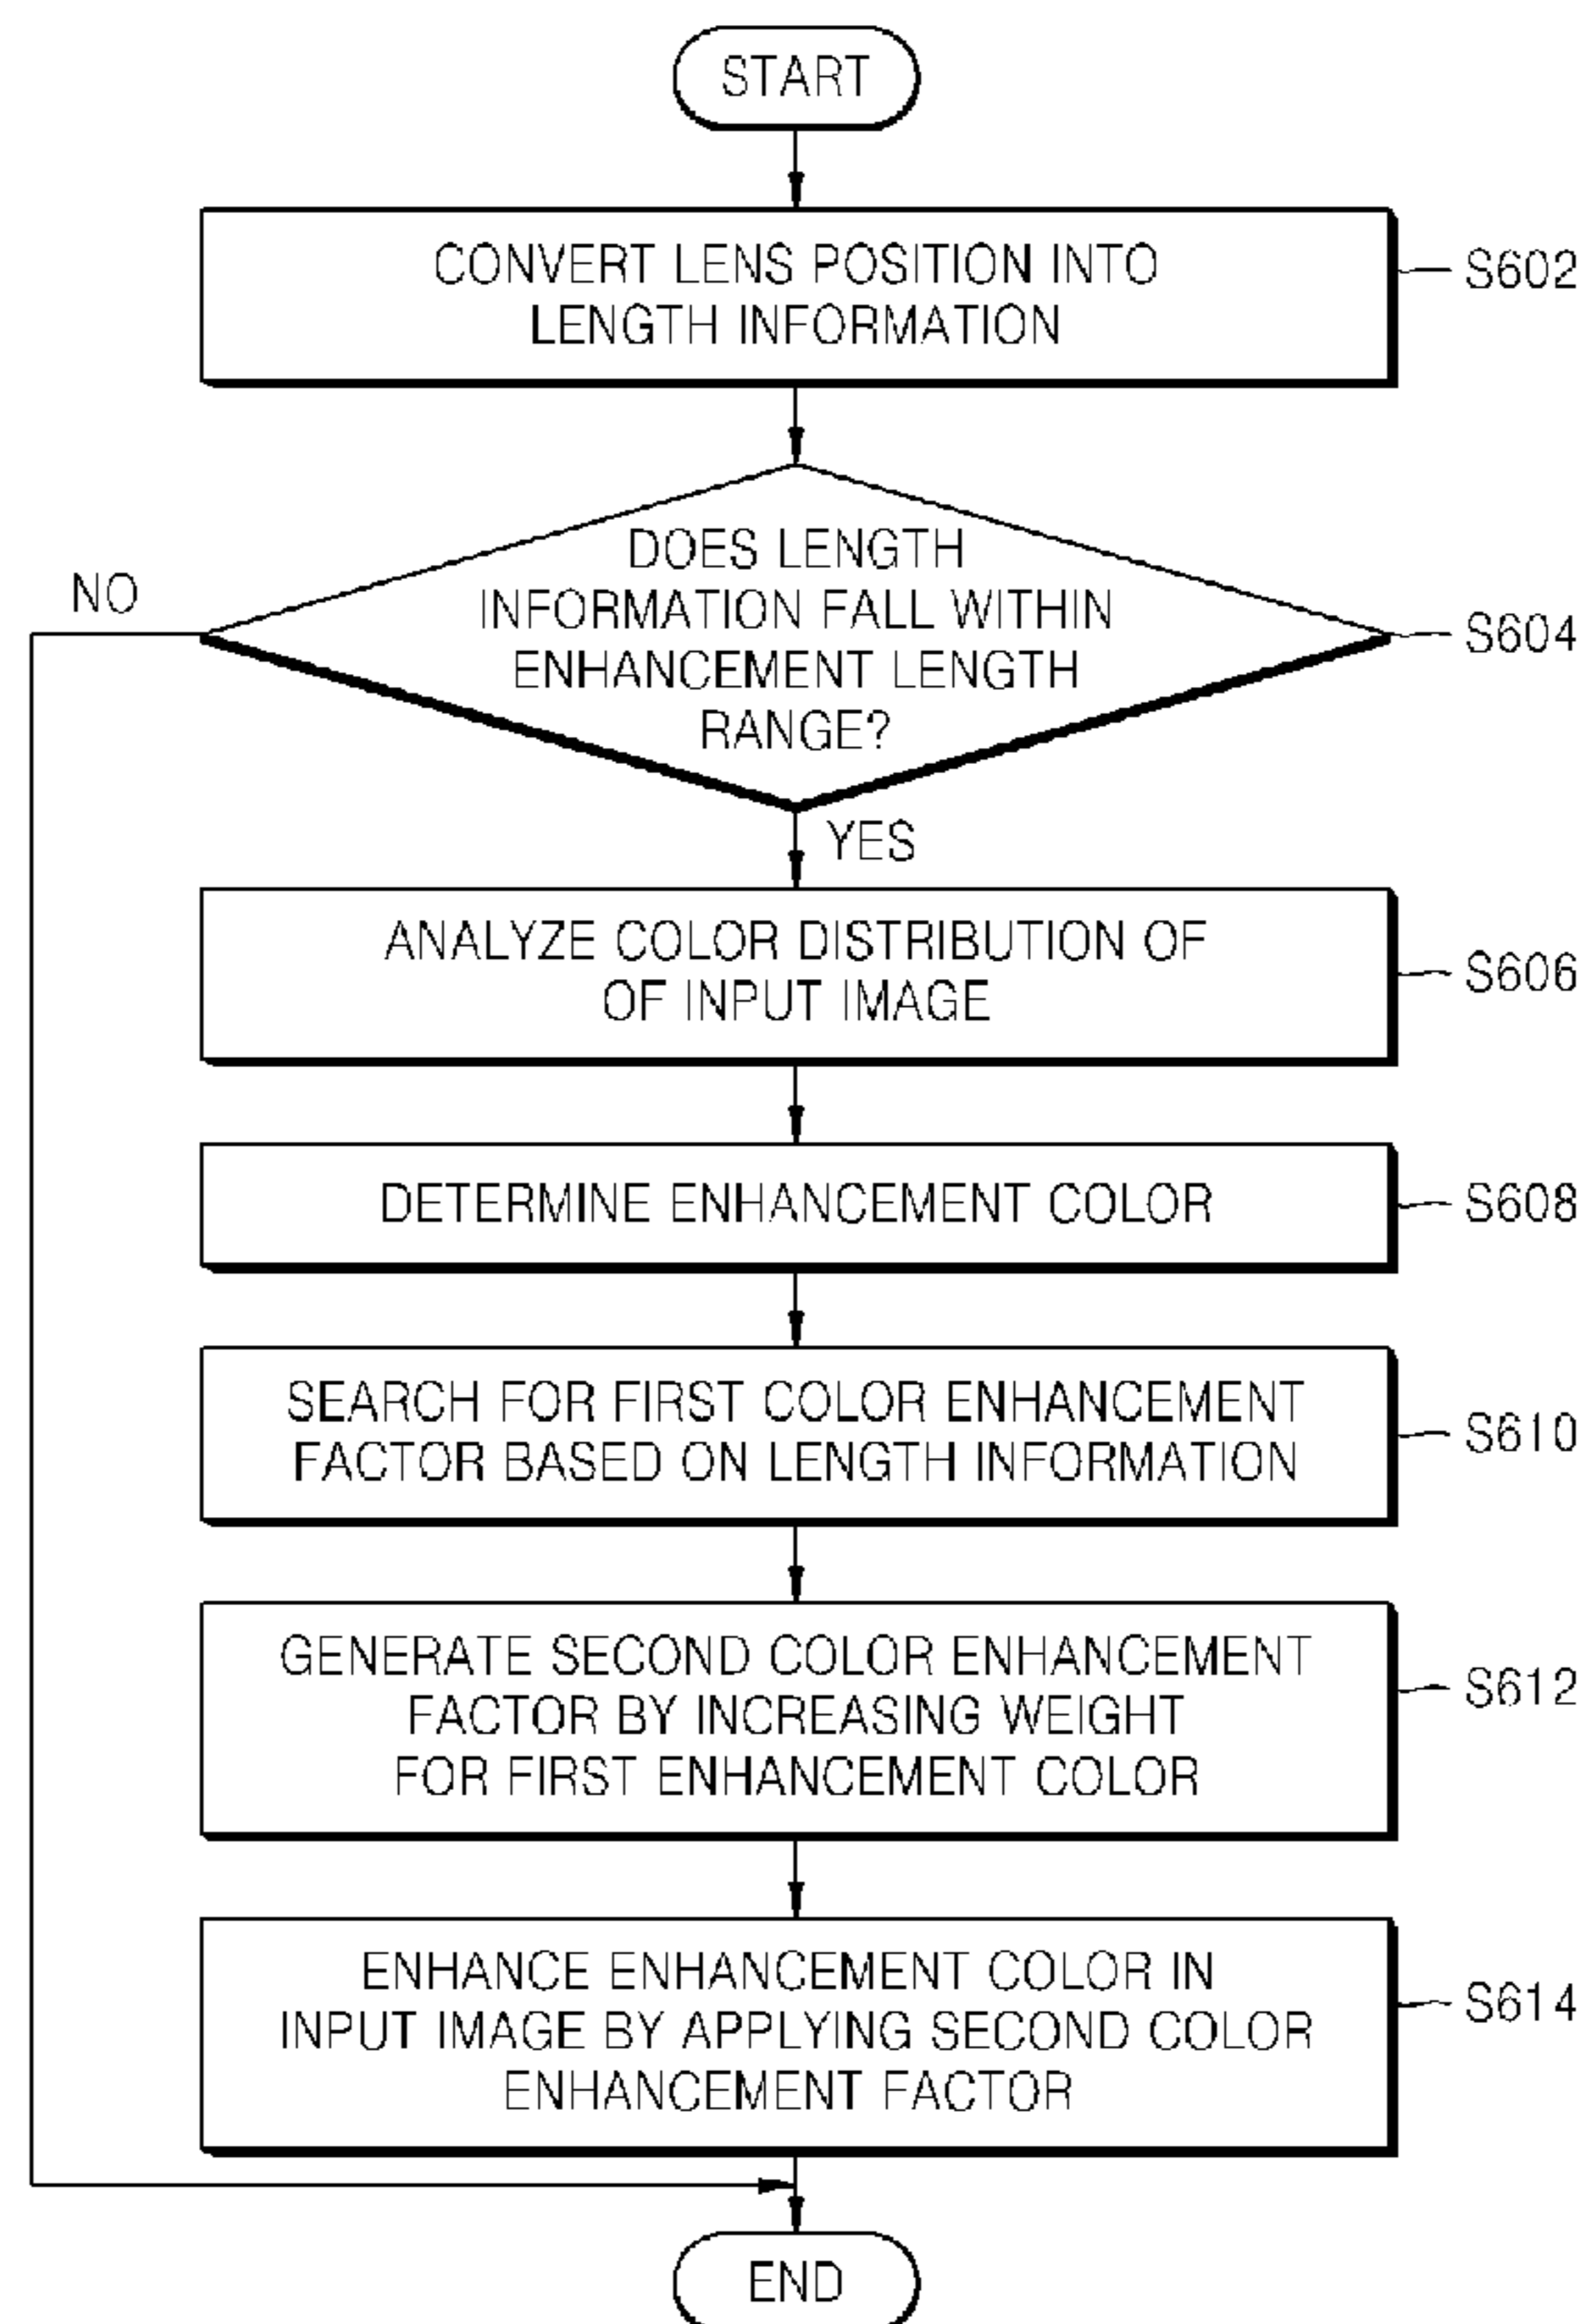 START
CONVERT LENS POSITION INTO
LENGTH INFORMATION
S602
DOES LENGTH
INFORMATION FALL WITHIN
ENHANCEMENT LENGTH
RANGE?
S604
NO
YES
ANALYZE COLOR DISTRIBUTION OF
OF INPUT IMAGE
S606
DETERMINE ENHANCEMENT COLOR
S608
SEARCH FOR FIRST COLOR ENHANCEMENT
FACTOR BASED ON LENGTH INFORMATION
S610
GENERATE SECOND COLOR ENHANCEMENT
FACTOR BY INCREASING WEIGHT
FOR FIRST ENHANCEMENT COLOR
S612
ENHANCE ENHANCEMENT COLOR IN
INPUT IMAGE BY APPLYING SECOND COLOR
ENHANCEMENT FACTOR
S614
END